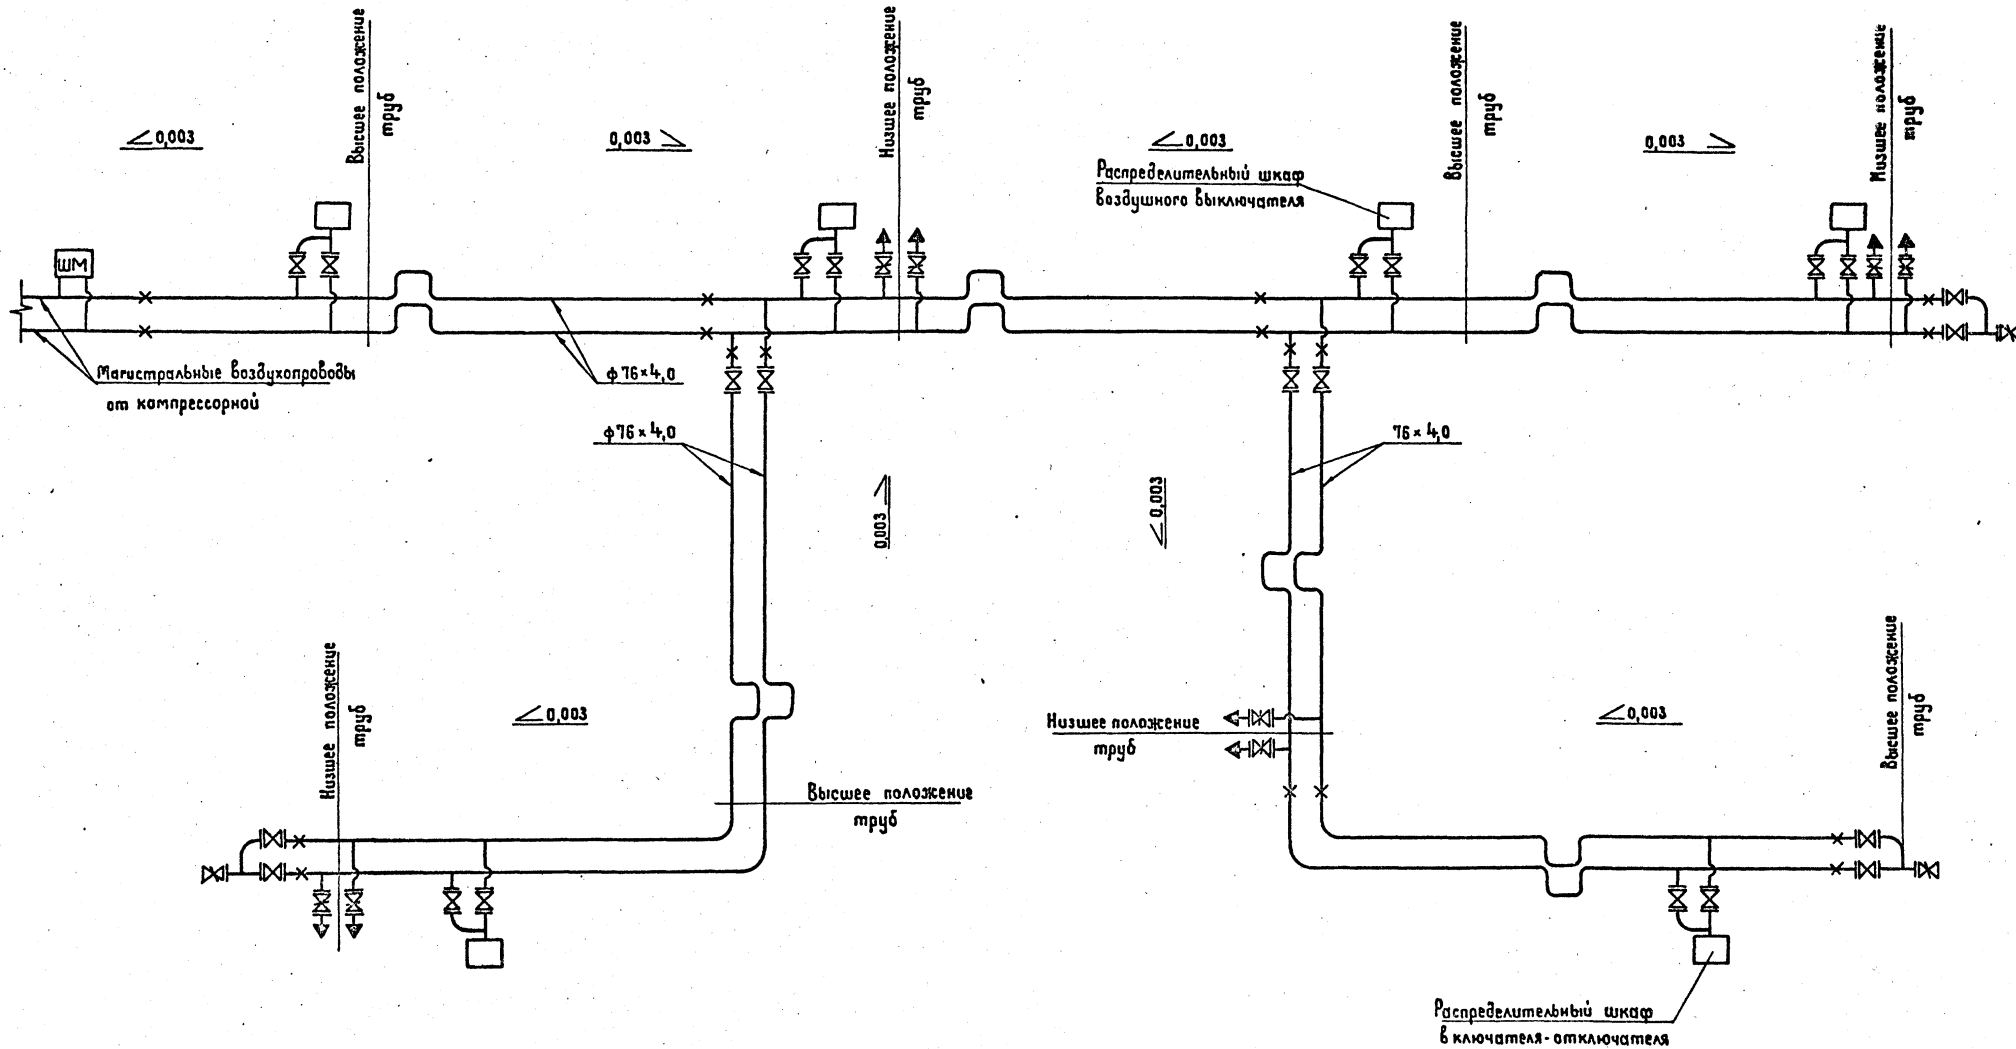 Высшее положение
труб
Низшее положение
труб
Высшее положение
труб
Низшее положение
труб
0,003
0,003
0,003
0,003
Распределительный шкаф
воздушного выключателя
ШМ
Магистральные воздухопроводы
от компрессорной
ф 76 × 4,0
ф 76 × 4,0
76 × 4,0
0,003
0,003
Низшее положение
труб
0,003
Высшее положение
труб
Низшее положение
труб
0,003
Высшее положение
труб
Распределительный шкаф
включателя-отключателя